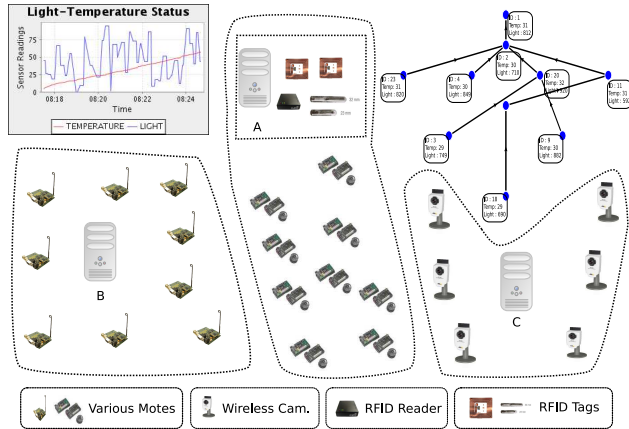 Light-Temperature Status
Sensor Readings
75
50
25
0
08:18
08:20
08:22
08:24
Time
TEMPERATURE
LIGHT
A
B
C
ID : 1
Temp: 31
Light : 812
ID : 23
Temp: 31
Light : 820
ID : 4
Temp: 30
Light : 849
ID : 2
Temp: 30
Light : 710
ID : 20
Temp: 32
ID : 11
Temp: 31
ID : 3
Temp: 29
Light : 749
ID : 9
Temp: 30
Light : 882
ID : 18
Temp: 29
Light : 690
Various Motes
Wireless Cam.
RFID Reader
RFID Tags